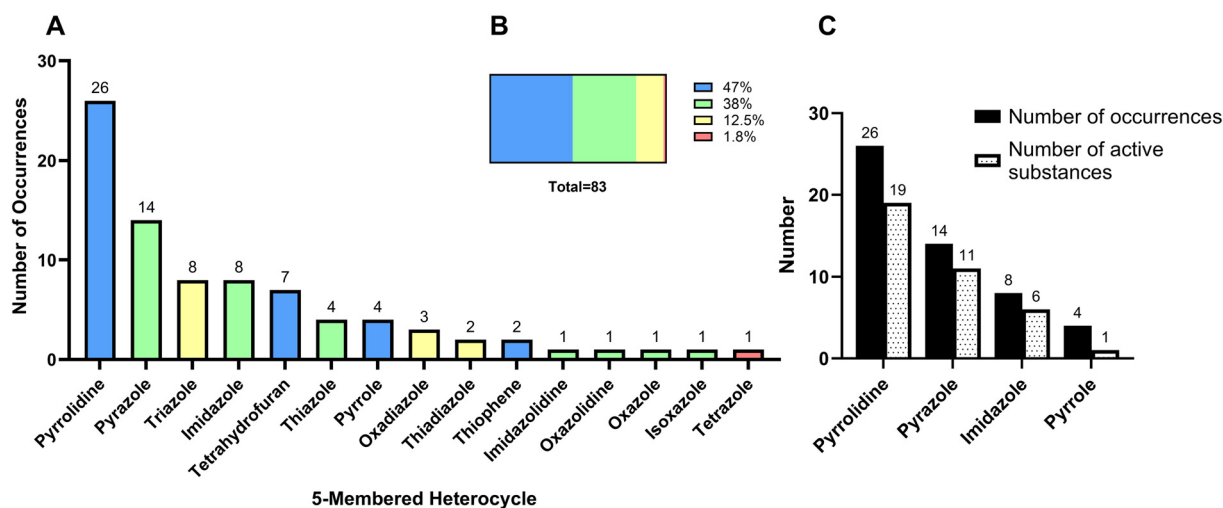 A
Number of Occurrences
30
20
10
0
26
14
8
8
7
4
4
3
2
2
1
1
1
1
1
Pyrrolidine
Pyrazole
Triazole
Imidazole
Tetrahydrofuran
Thiazole
Pyrrole
Oxadiazole
Thiadiazole
Thiophene
Imidazolidine
Oxazolidine
Oxazole
Isoxazole
Tetrazole
5-Membered Heterocycle
B
47%
38%
12.5%
1.8%
Total=83
C
Number of occurrences
Number of active
substances
Number
30
20
10
0
26
19
14
11
8
6
4
1
Pyrrolidine
Pyrazole
Imidazole
Pyrrole